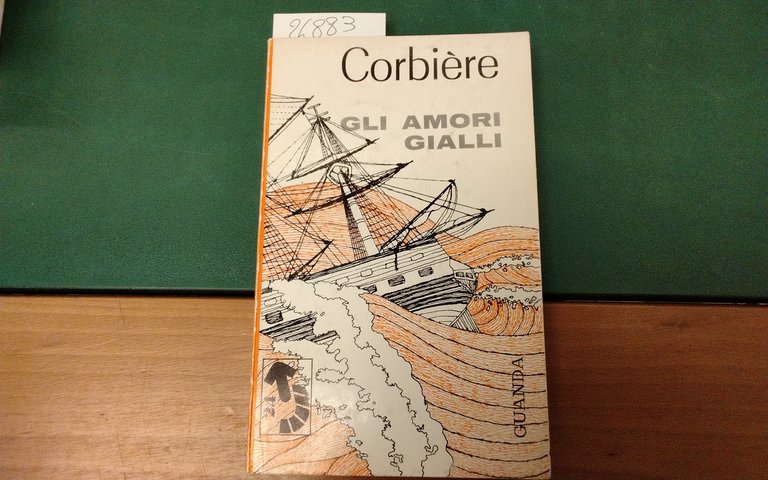 26883
Corbière
GLI AMORI
GIALLI
GUANDA